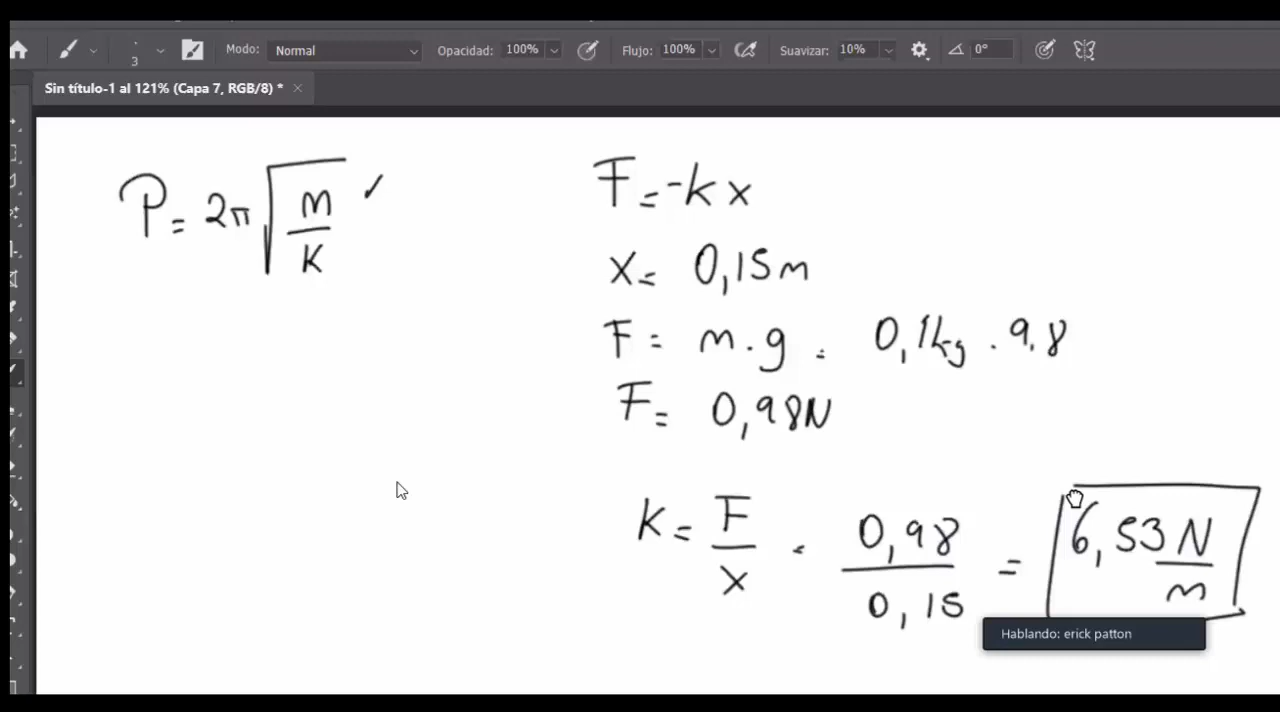 3 Modo: Normal Opacidad: 100% Flujo: 100% Suavizar: 10% 0°
Sin título-1 al 121% (Capa 7, RGB/8) * ×
P = 2π √(m/K) ✓
F = -k x
x = 0,15m
F = m . g = 0,1kg . 9.8
F = 0,98N
k = F/x = 0,98/0,15 = 6,53 N/m
Hablando: erick patton